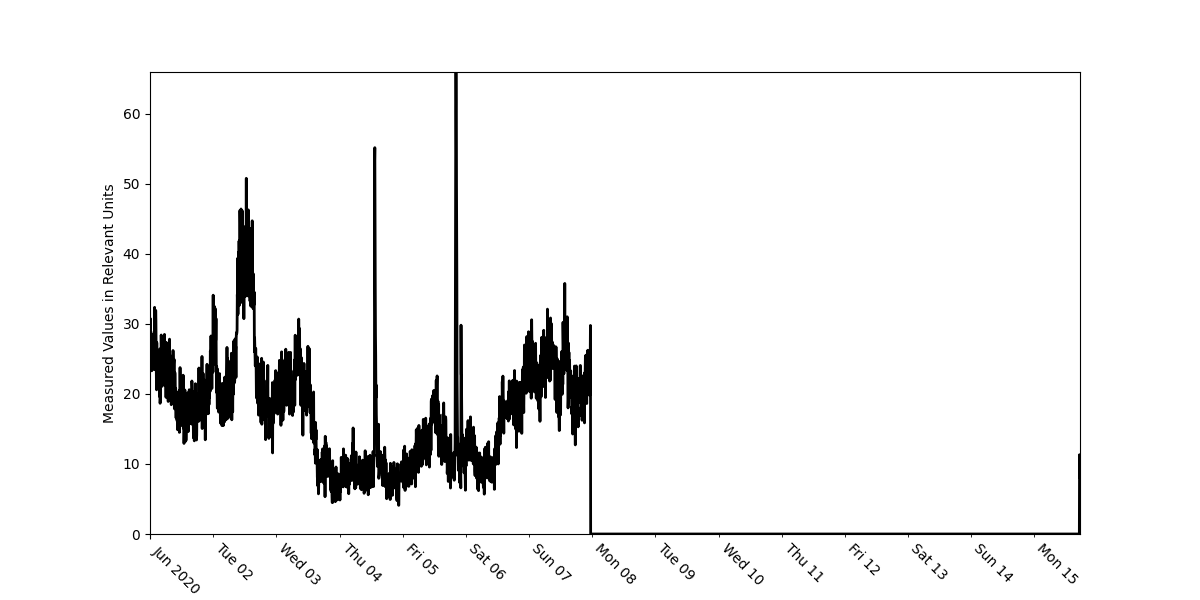 60
50
40
30
20
10
0
Measured Values in Relevant Units
Jun 2020
Tue 02
Wed 03
Thu 04
Fri 05
Sat 06
Sun 07
Mon 08
Tue 09
Wed 10
Thu 11
Fri 12
Sat 13
Sun 14
Mon 15